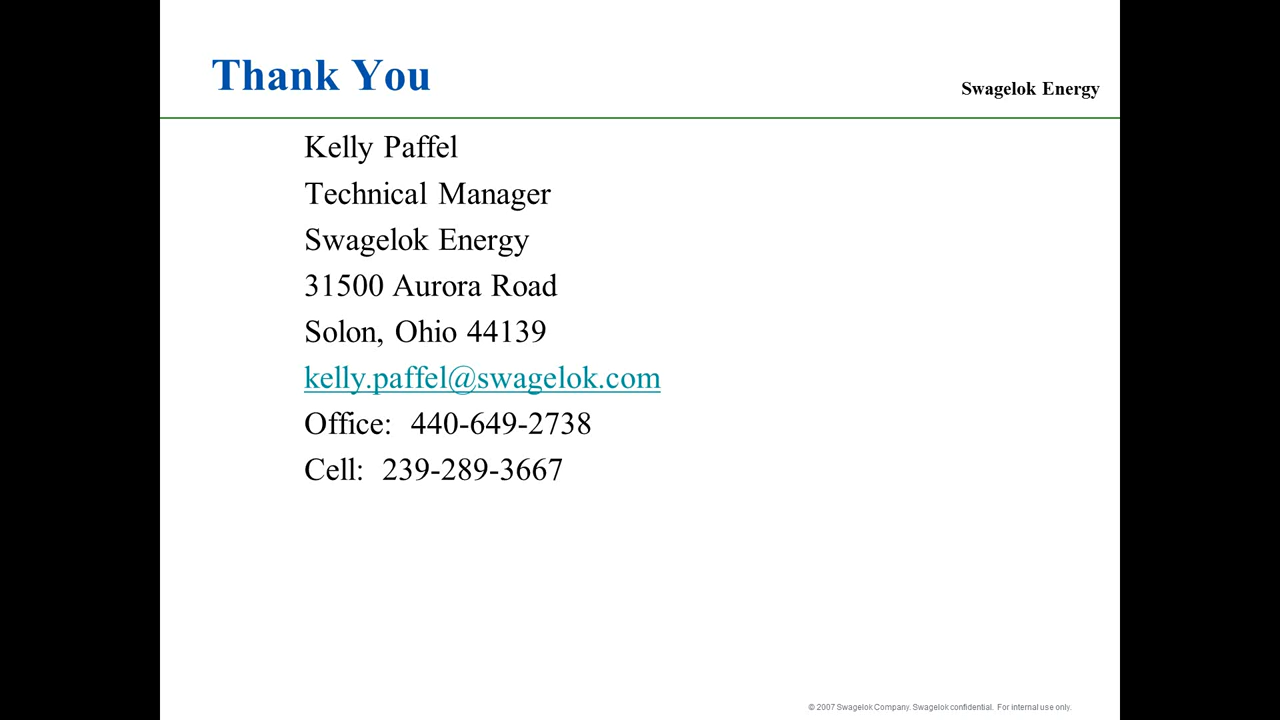 Thank You
Swagelok Energy
Kelly Paffel
Technical Manager
Swagelok Energy
31500 Aurora Road
Solon, Ohio 44139
kelly.paffel@swagelok.com
Office:  440-649-2738
Cell:  239-289-3667
© 2007 Swagelok Company. Swagelok confidential.  For internal use only.